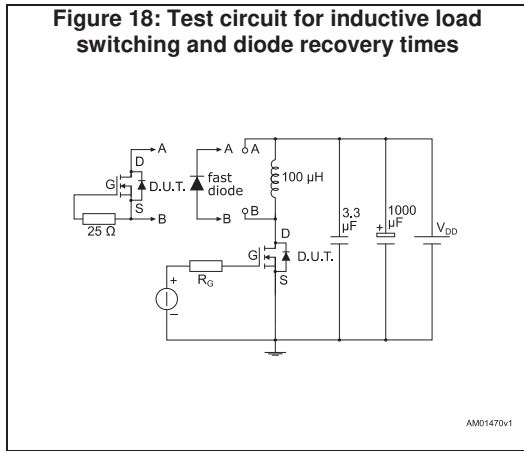 Figure 18: Test circuit for inductive load
switching and diode recovery times
A
D
G
D.U.T.
S
B
25 Ω
A
fast
diode
B
A
B
100 µH
D
G
D.U.T.
S
R_G
+
−
3.3
µF
+
1000
µF
V_DD
AM01470v1